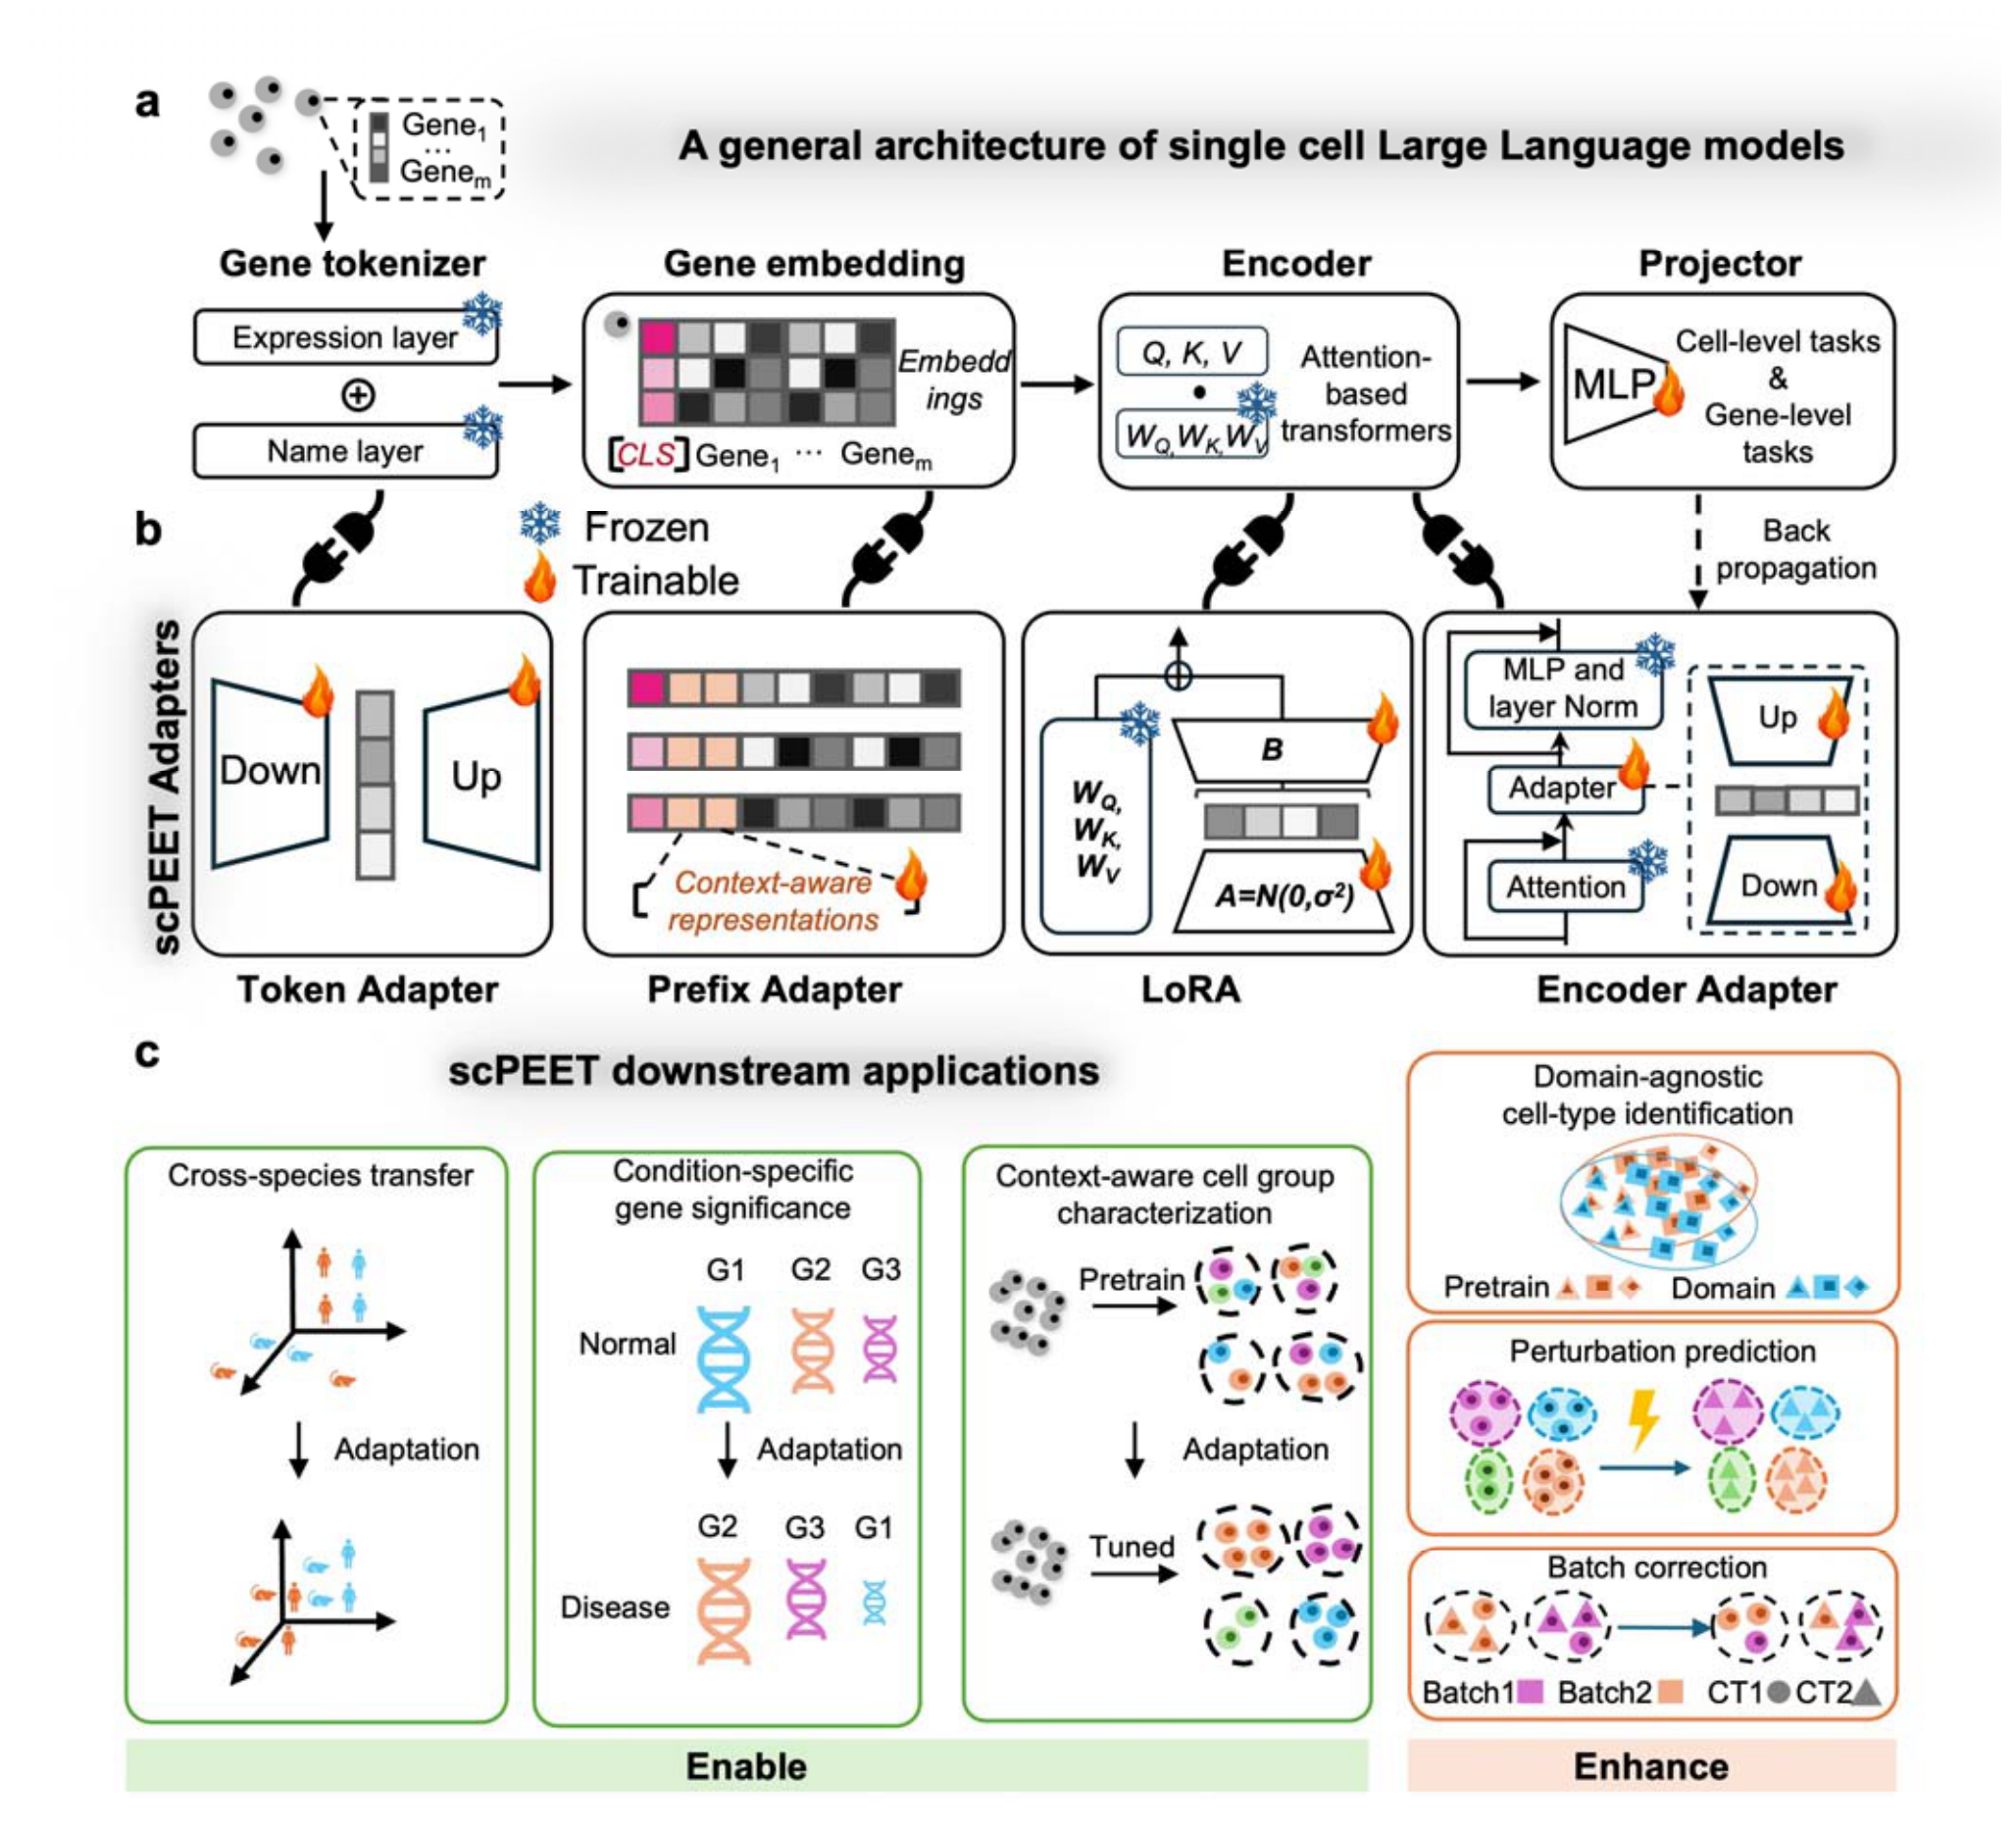 a
Gene1
...
Genem
A general architecture of single cell Large Language models
Gene tokenizer
Expression layer
Name layer
Gene embedding
Embedd
ings
[CLS] Gene1 ... Genem
Encoder
Q, K, V
WQ, WK, WV
Attention-
based
transformers
Projector
MLP
Cell-level tasks
&
Gene-level
tasks
b
Frozen
Trainable
Back
propagation
scPEET Adapters
Down
Up
Token Adapter
[Context-aware
representations]
Prefix Adapter
WQ,
WK,
WV
B
A=N(0,σ²)
LoRA
MLP and
layer Norm
Adapter
Attention
Up
Down
Encoder Adapter
c
scPEET downstream applications
Cross-species transfer
Adaptation
Condition-specific
gene significance
G1 G2 G3
Normal
Adaptation
G2 G3 G1
Disease
Context-aware cell group
characterization
Pretrain
Adaptation
Tuned
Enable
Domain-agnostic
cell-type identification
Pretrain Domain
Perturbation prediction
Batch correction
Batch1 Batch2 CT1 CT2
Enhance